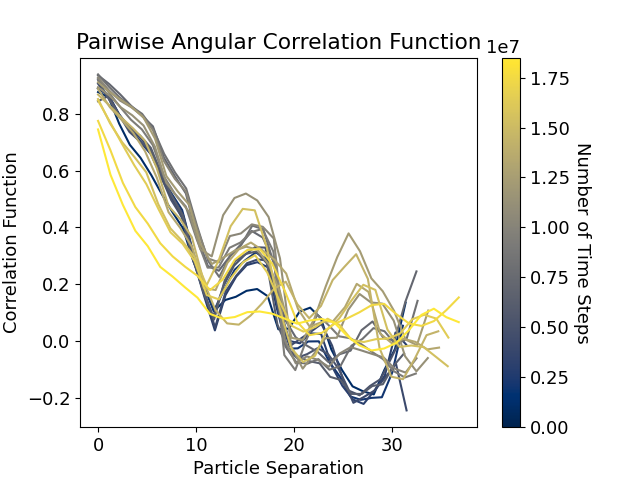 Pairwise Angular Correlation Function
1e7
Correlation Function
0.8
0.6
0.4
0.2
0.0
−0.2
0 10 20 30
Particle Separation
1.75
1.50
1.25
1.00
0.75
0.50
0.25
0.00
Number of Time Steps